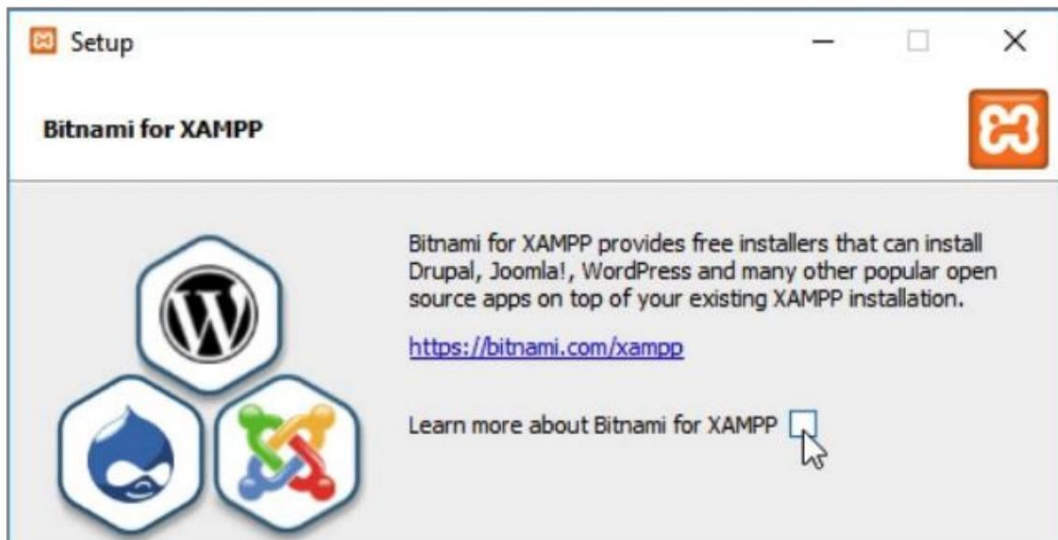 Setup
Bitnami for XAMPP
Bitnami for XAMPP provides free installers that can install
Drupal, Joomla!, WordPress and many other popular open
source apps on top of your existing XAMPP installation.
https://bitnami.com/xampp
Learn more about Bitnami for XAMPP